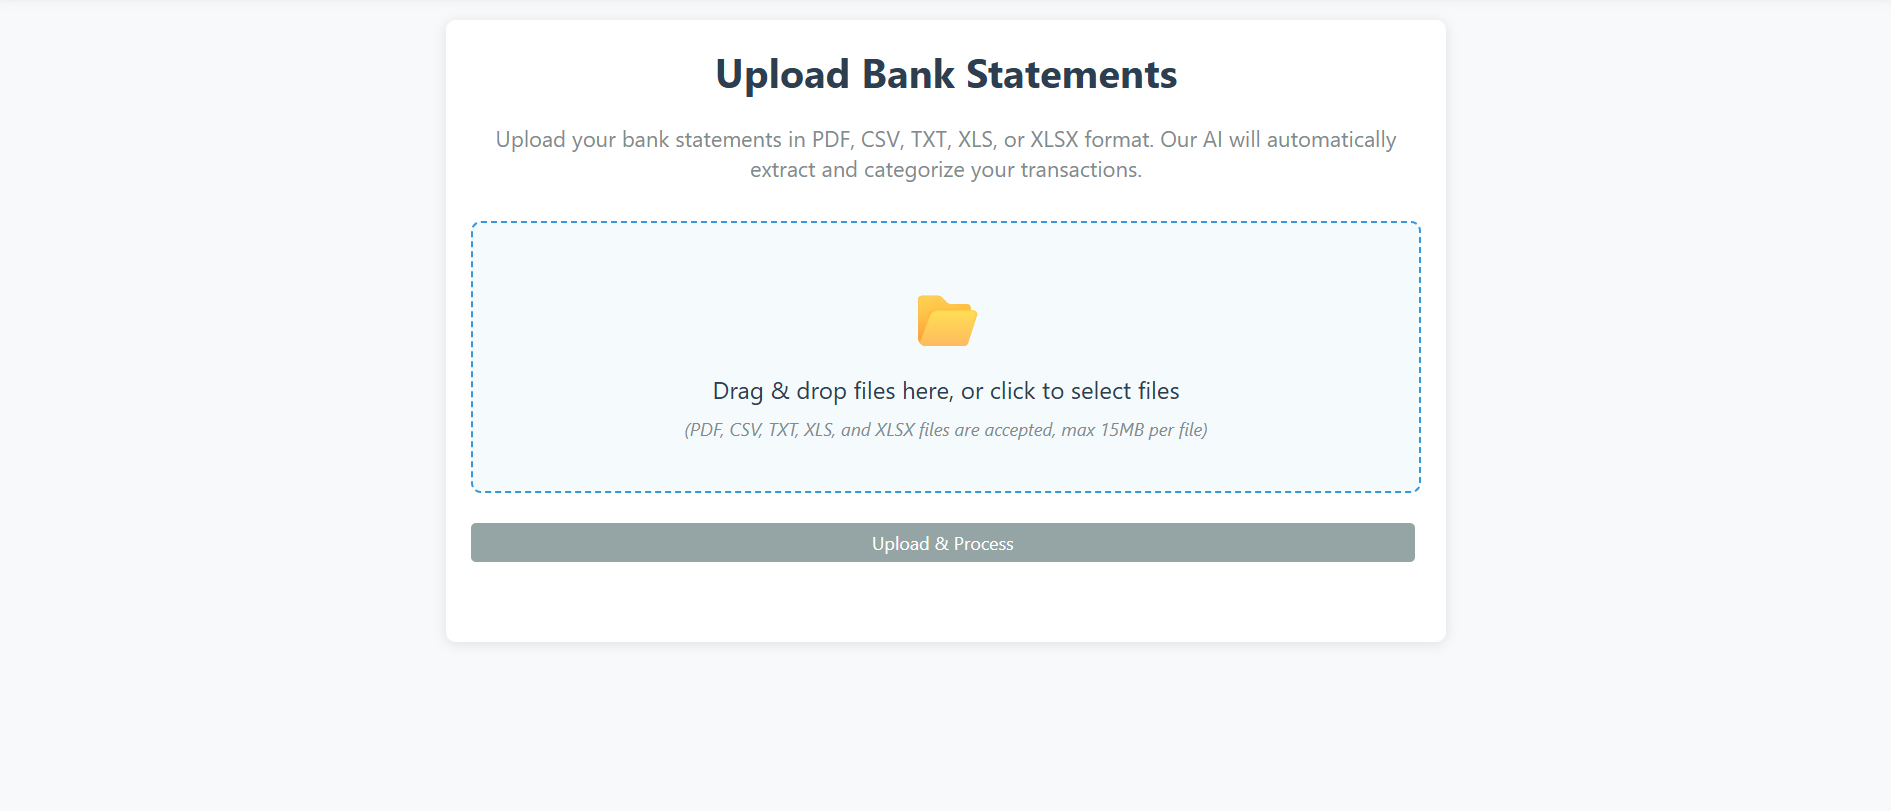 Upload Bank Statements
Upload your bank statements in PDF, CSV, TXT, XLS, or XLSX format. Our AI will automatically
extract and categorize your transactions.
Drag & drop files here, or click to select files
(PDF, CSV, TXT, XLS, and XLSX files are accepted, max 15MB per file)
Upload & Process